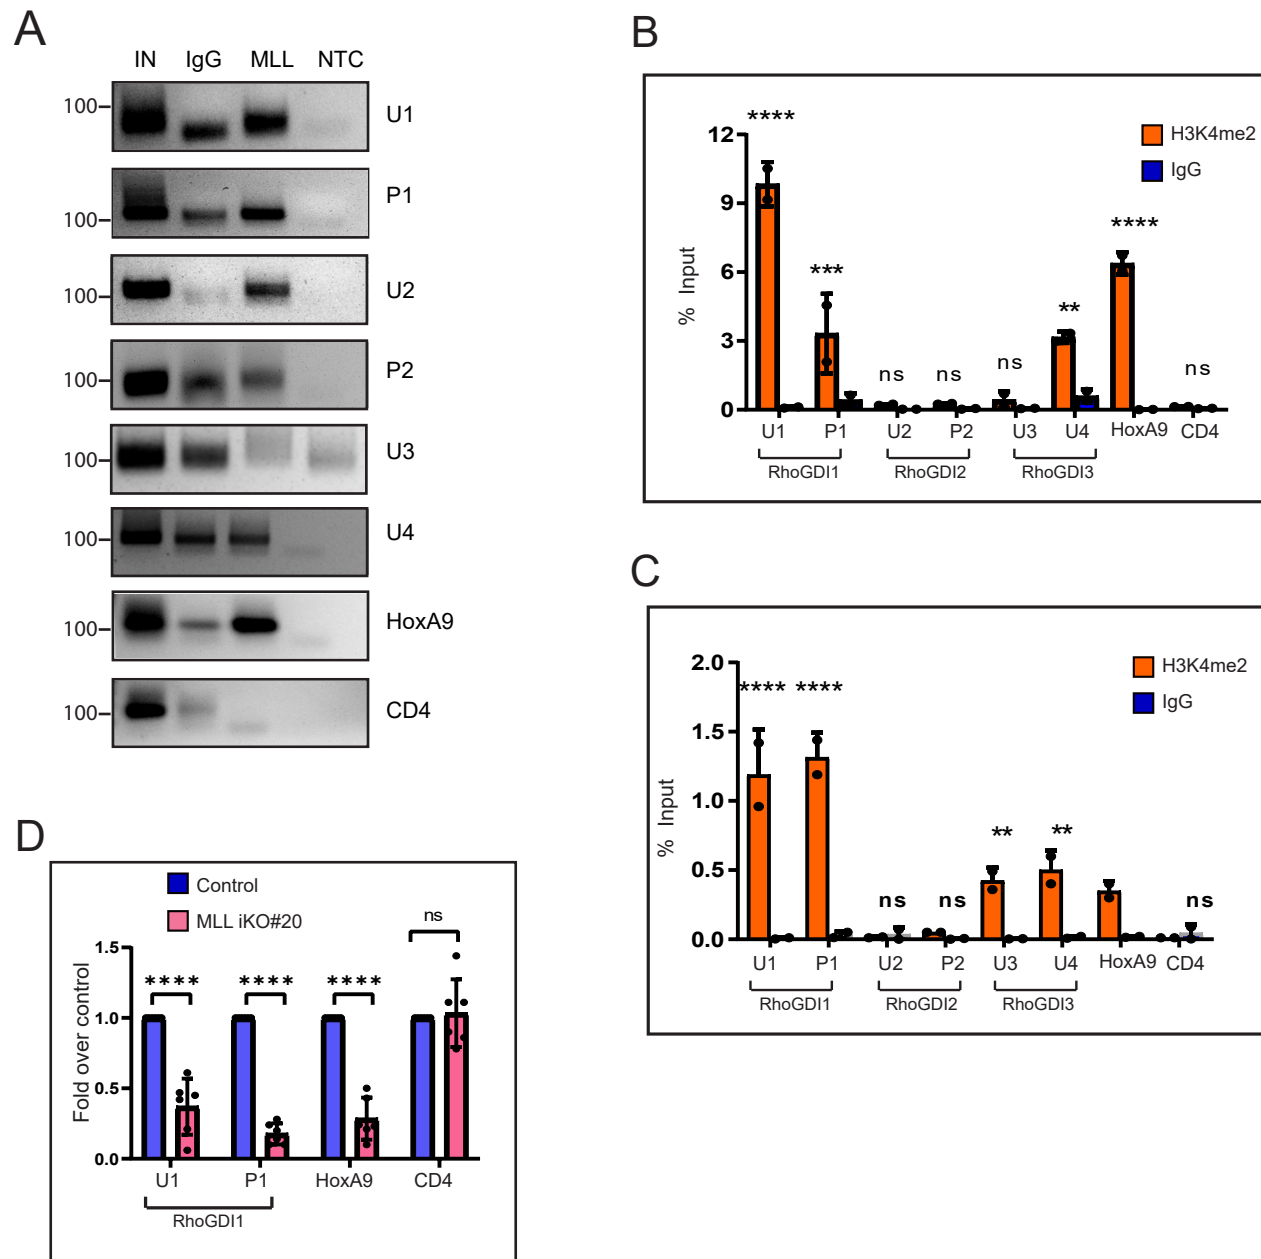 A
IN IgG MLL NTC
100 U1
100 P1
100 U2
100 P2
100 U3
100 U4
100 HoxA9
100 CD4
B
H3K4me2
IgG
% Input
12
9
6
3
0
**** *** ns ns ns ** **** ns
U1 P1 U2 P2 U3 U4 HoxA9 CD4
RhoGDI1 RhoGDI2 RhoGDI3
C
H3K4me2
IgG
% Input
2.0
1.5
1.0
0.5
0.0
**** **** ns ns ** ** ns
U1 P1 U2 P2 U3 U4 HoxA9 CD4
RhoGDI1 RhoGDI2 RhoGDI3
D
Control
MLL iKO#20
Fold over control
1.5
1.0
0.5
0.0
**** **** **** ns
U1 P1 HoxA9 CD4
RhoGDI1